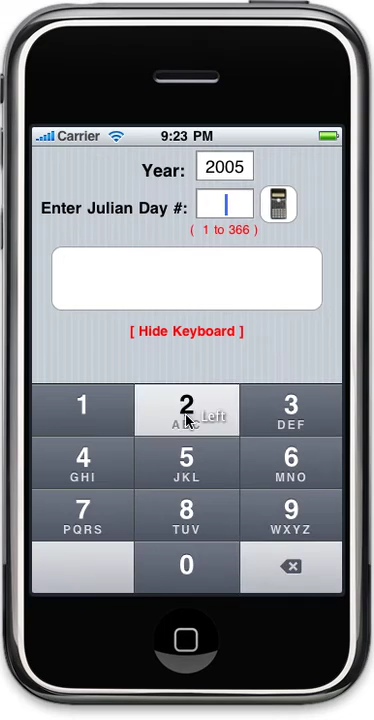 Carrier 9:23 PM
Year: 2005
Enter Julian Day #:
( 1 to 366 )
[ Hide Keyboard ]
1 2 3
ABC DEF
Left
4 5 6
GHI JKL MNO
7 8 9
PQRS TUV WXYZ
0